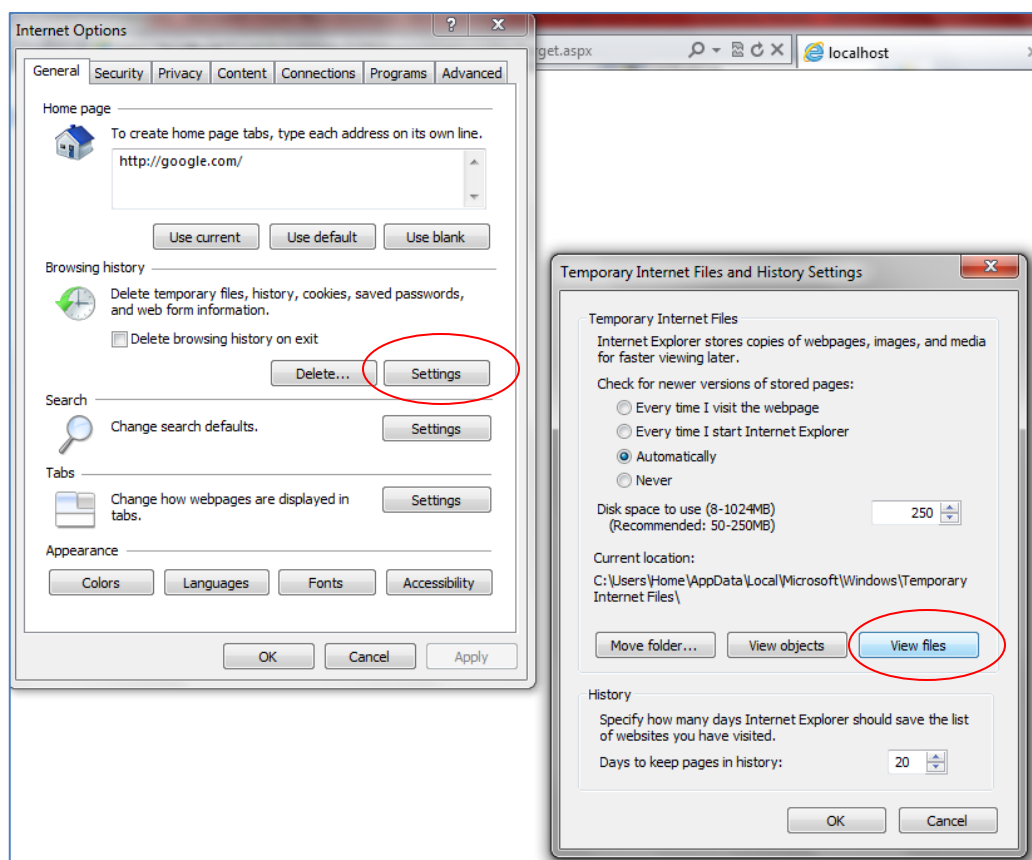 Internet Options
?
x
rget.aspx
localhost
General Security Privacy Content Connections Programs Advanced
Home page
To create home page tabs, type each address on its own line.
http://google.com/
Use current Use default Use blank
Browsing history
Delete temporary files, history, cookies, saved passwords,
and web form information.
Delete browsing history on exit
Delete... Settings
Search
Change search defaults.
Settings
Tabs
Change how webpages are displayed in
tabs.
Settings
Appearance
Colors Languages Fonts Accessibility
OK Cancel Apply
Temporary Internet Files and History Settings
x
Temporary Internet Files
Internet Explorer stores copies of webpages, images, and media
for faster viewing later.
Check for newer versions of stored pages:
Every time I visit the webpage
Every time I start Internet Explorer
Automatically
Never
Disk space to use (8-1024MB)
(Recommended: 50-250MB)
250
Current location:
C:\Users\Home\AppData\Local\Microsoft\Windows\Temporary
Internet Files\
Move folder... View objects View files
History
Specify how many days Internet Explorer should save the list
of websites you have visited.
Days to keep pages in history: 20
OK Cancel